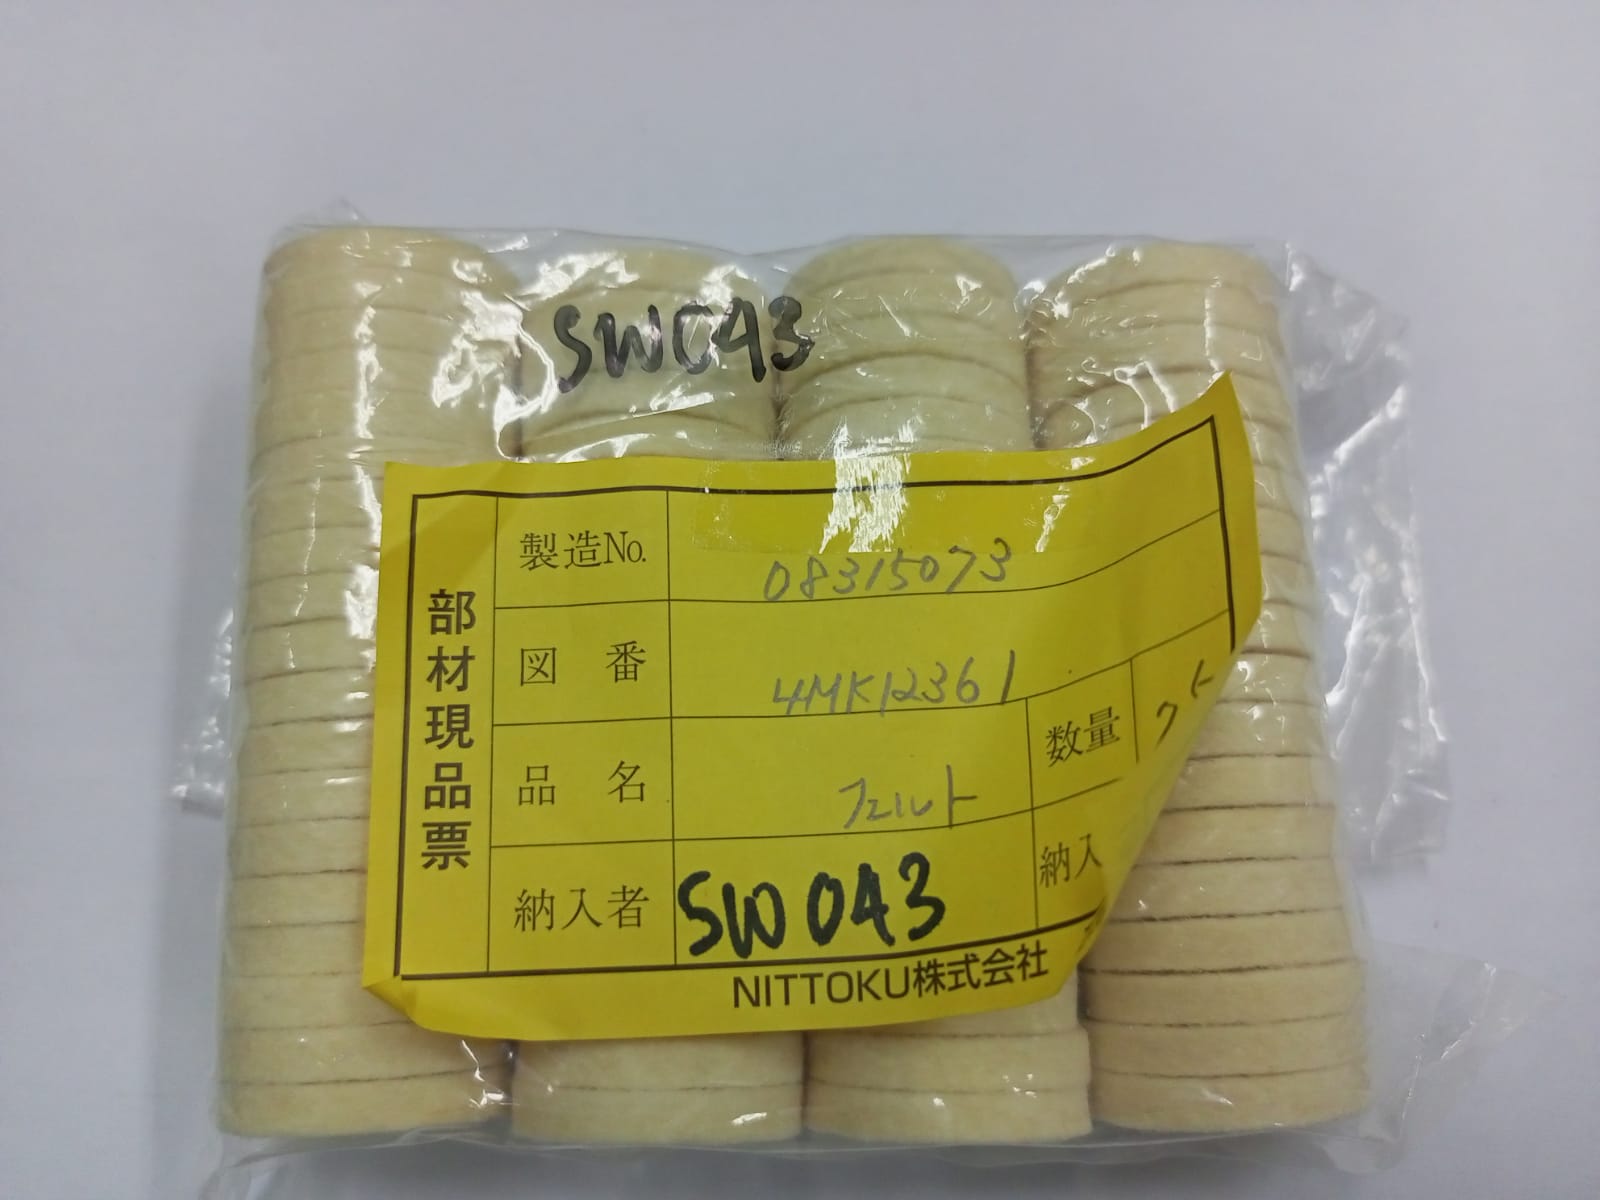 SW043
部材現品票
製造No. 08315073
図番 4MK12361
品名 フェルト 数量
納入者 SW043 納入
NITTOKU株式会社